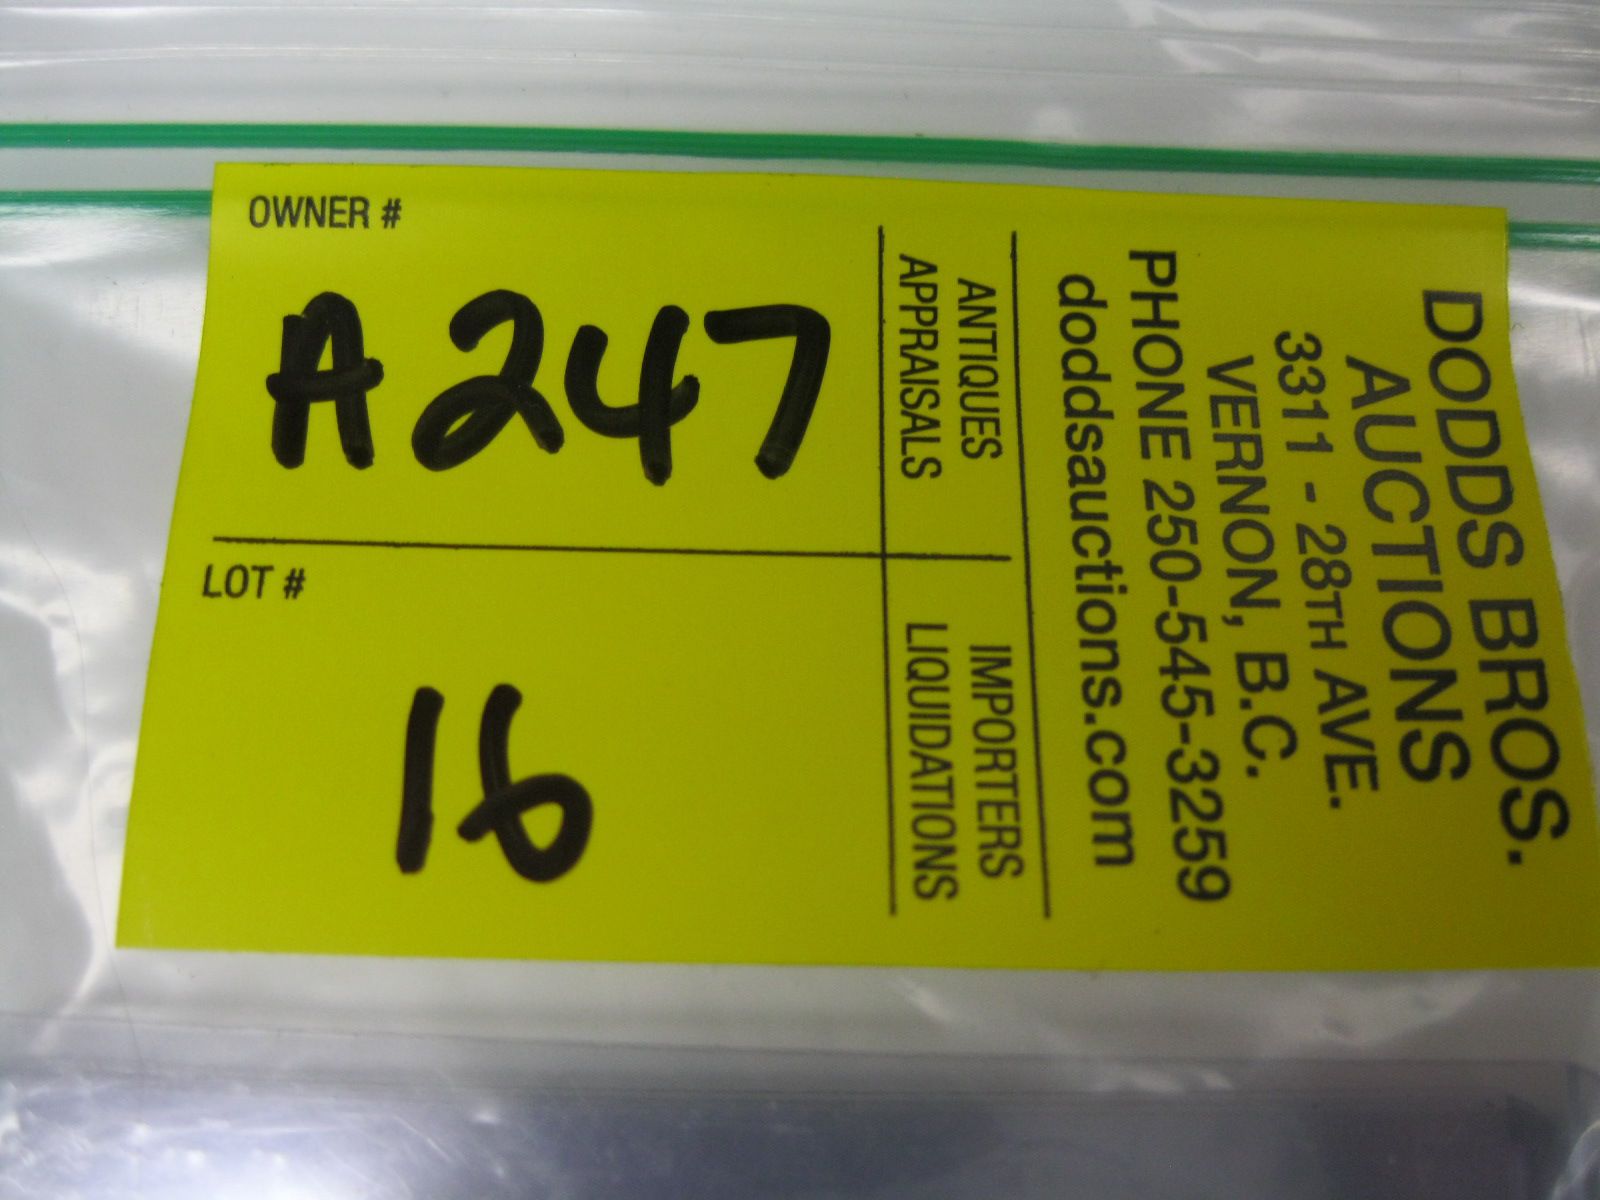 OWNER #
A247
LOT #
16
DODDS BROS.
AUCTIONS
3311 - 28TH AVE.
VERNON, B.C.
PHONE 250-545-3259
doddsauctions.com
ANTIQUES
APPRAISALS
IMPORTERS
LIQUIDATIONS